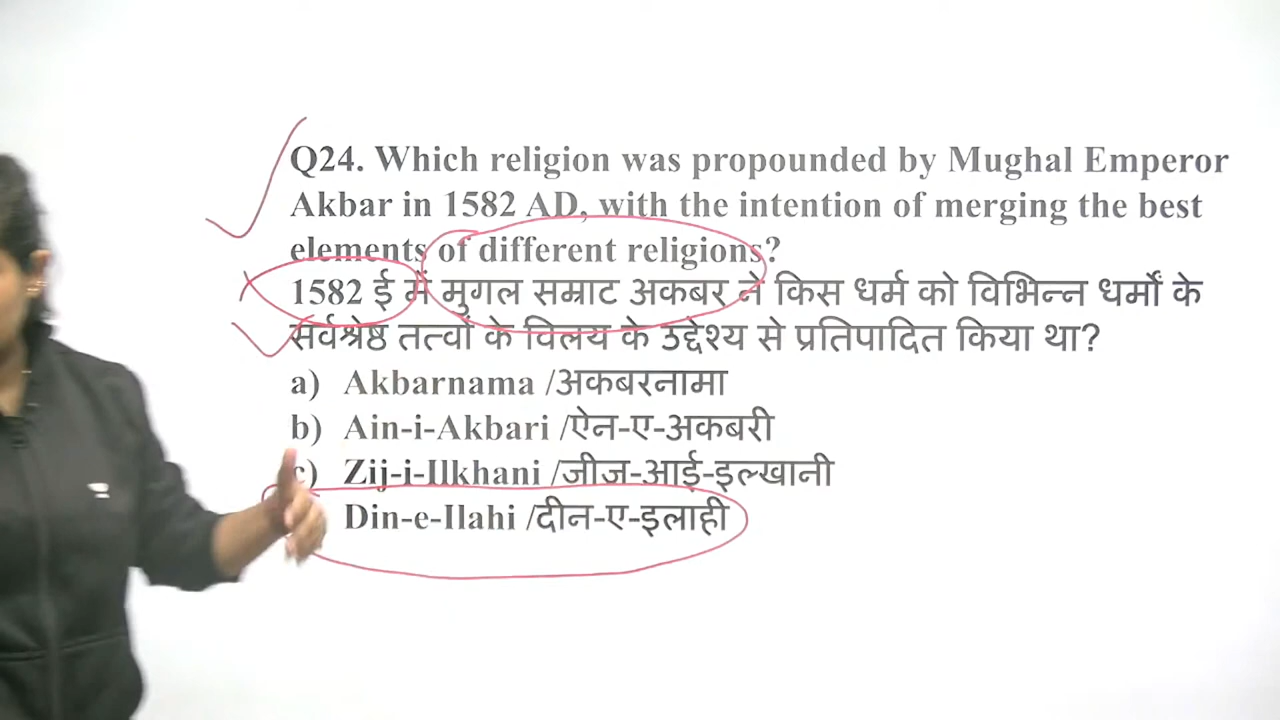 Q24. Which religion was propounded by Mughal Emperor
Akbar in 1582 AD, with the intention of merging the best
elements of different religions?
1582 ई में मुगल सम्राट अकबर ने किस धर्म को विभिन्न धर्मों के
सर्वश्रेष्ठ तत्वों के विलय के उद्देश्य से प्रतिपादित किया था?
a) Akbarnama /अकबरनामा
b) Ain-i-Akbari /ऐन-ए-अकबरी
c) Zij-i-Ilkhani /जीज-आई-इल्खानी
Din-e-Ilahi /दीन-ए-इलाही